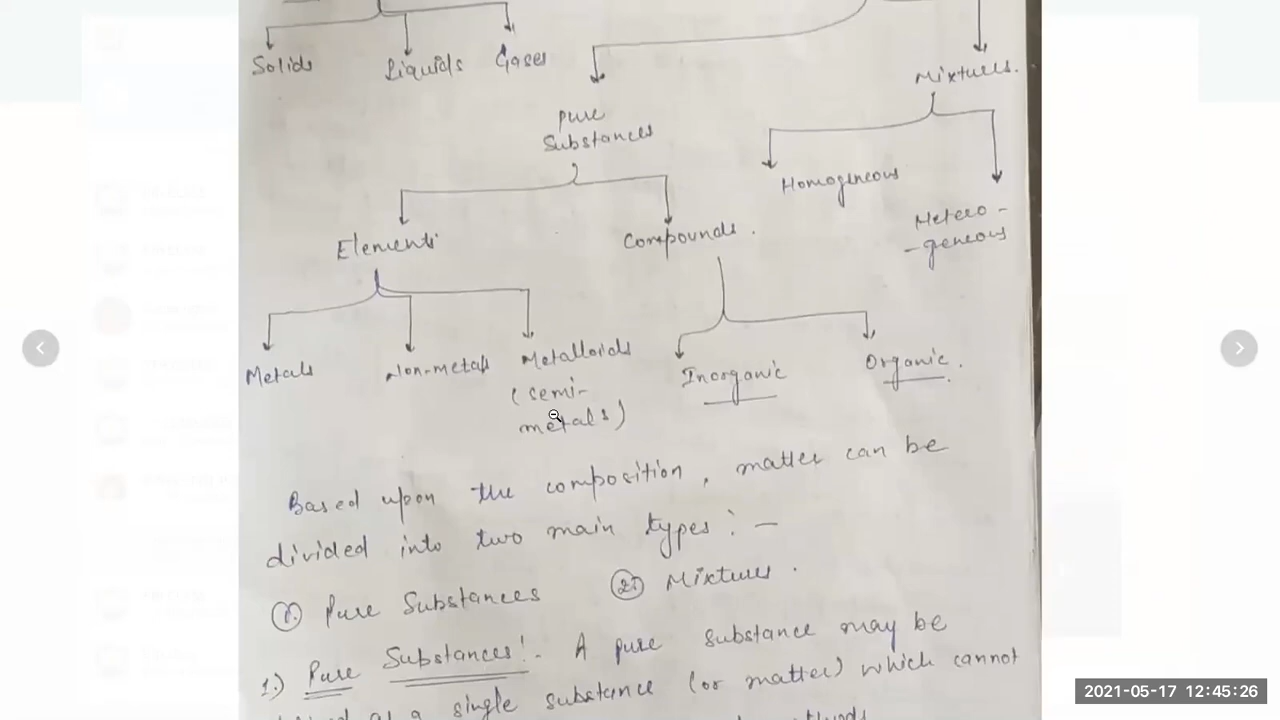 Solids Liquids Gases
Mixtures.
Pure
Substances
Homogeneous
Hetero -
- geneous
Elements
Compounds.
Metals Non-metals Metalloids
(semi-
metals)
Inorganic Organic.
Based upon the composition, matter can be
divided into two main types: -
1. Pure Substances 2. Mixtures.
1.) Pure Substances:- A pure substance may be
as a single substance (or matter) which cannot
2021-05-17 12:45:26